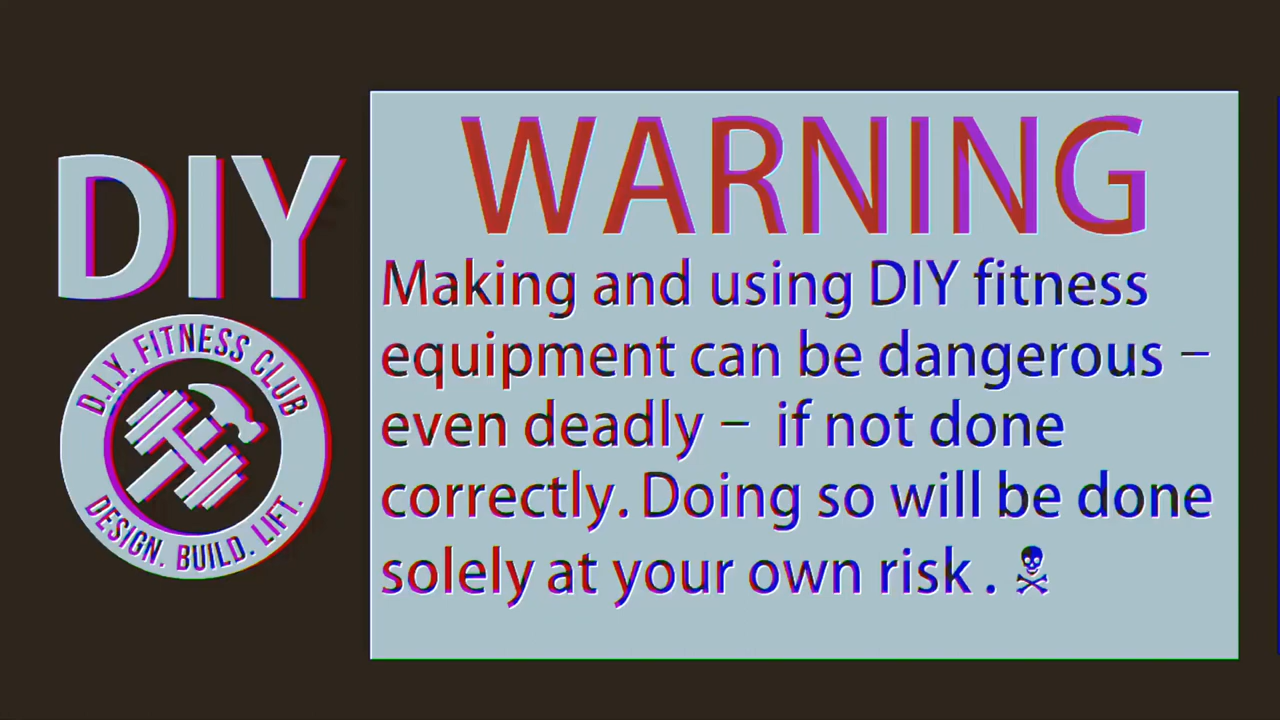 DIY
D.I.Y. FITNESS CLUB
DESIGN. BUILD. LIFT.
WARNING
Making and using DIY fitness
equipment can be dangerous –
even deadly – if not done
correctly. Doing so will be done
solely at your own risk . ☠